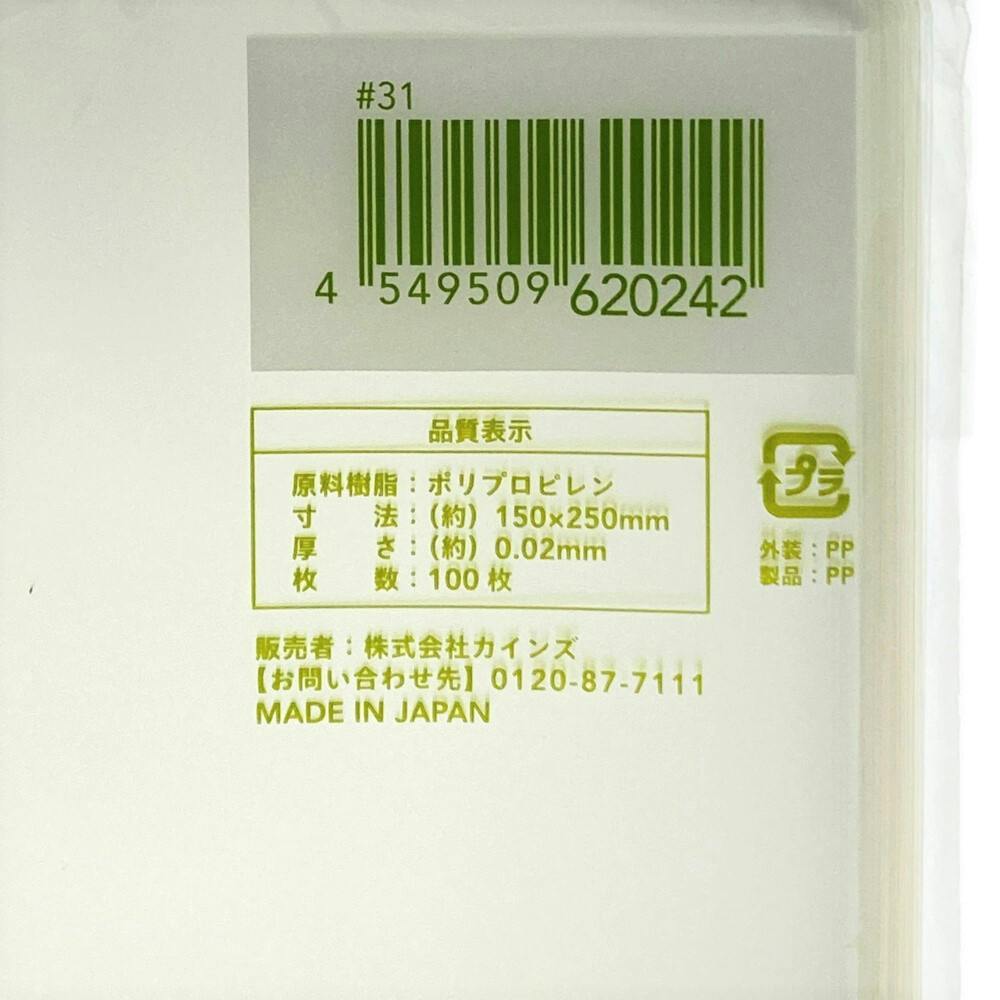 #31
4 549509 620242
品質表示
原料樹脂：ポリプロピレン
寸　　法：(約) 150×250mm
厚　　さ：(約) 0.02mm
枚　　数：100 枚
プラ
外装：PP
製品：PP
販売者：株式会社カインズ
【お問い合わせ先】0120-87-7111
MADE IN JAPAN